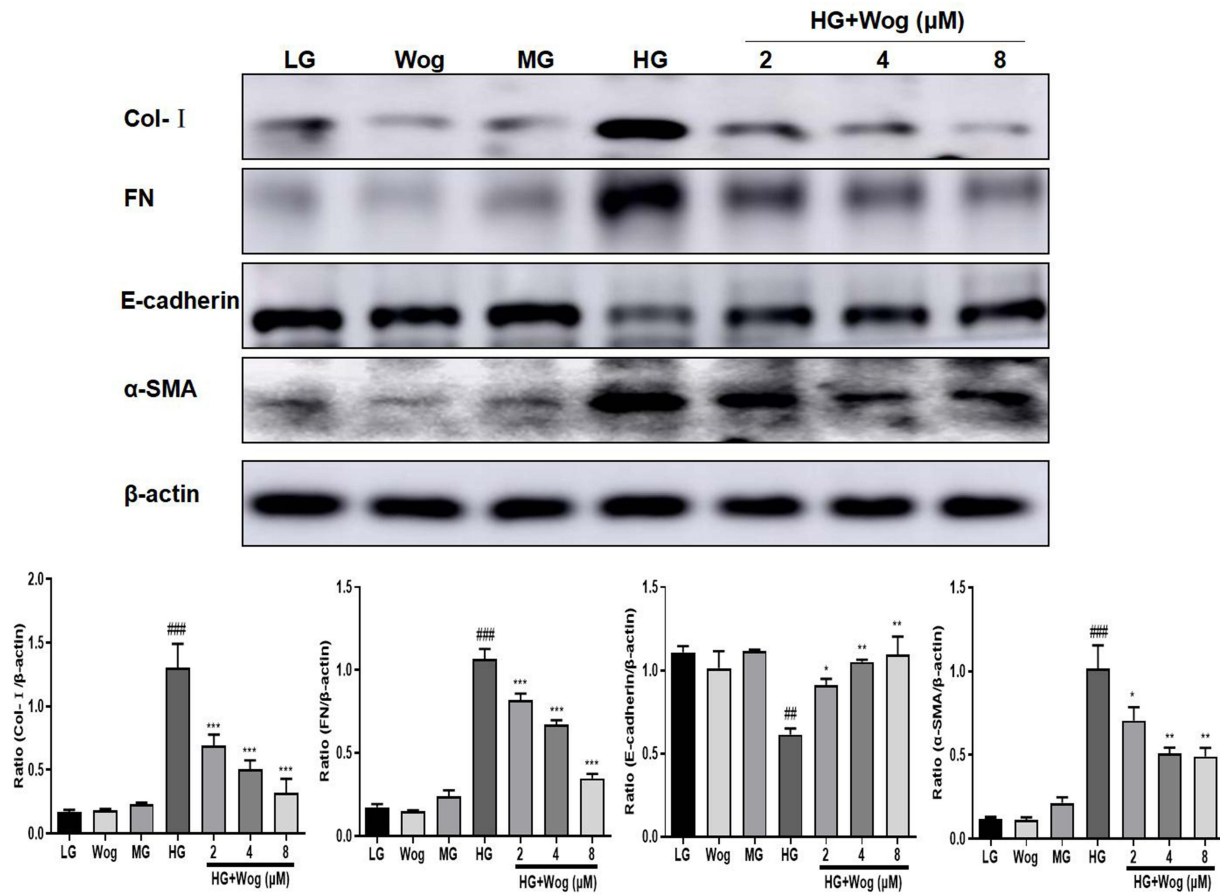 HG+Wog (μM)
LG Wog MG HG 2 4 8
Col-Ⅰ
FN
E-cadherin
α-SMA
β-actin
Ratio (Col-Ⅰ/β-actin)
2.0
1.5
1.0
0.5
0.0
###
***
***
***
LG Wog MG HG 2 4 8
HG+Wog (μM)
Ratio (FN/β-actin)
1.5
1.0
0.5
0.0
###
***
***
***
LG Wog MG HG 2 4 8
HG+Wog (μM)
Ratio (E-cadherin/β-actin)
1.5
1.0
0.5
0.0
##
*
**
**
LG Wog MG HG 2 4 8
HG+Wog (μM)
Ratio (α-SMA/β-actin)
1.5
1.0
0.5
0.0
###
*
**
**
LG Wog MG HG 2 4 8
HG+Wog (μM)